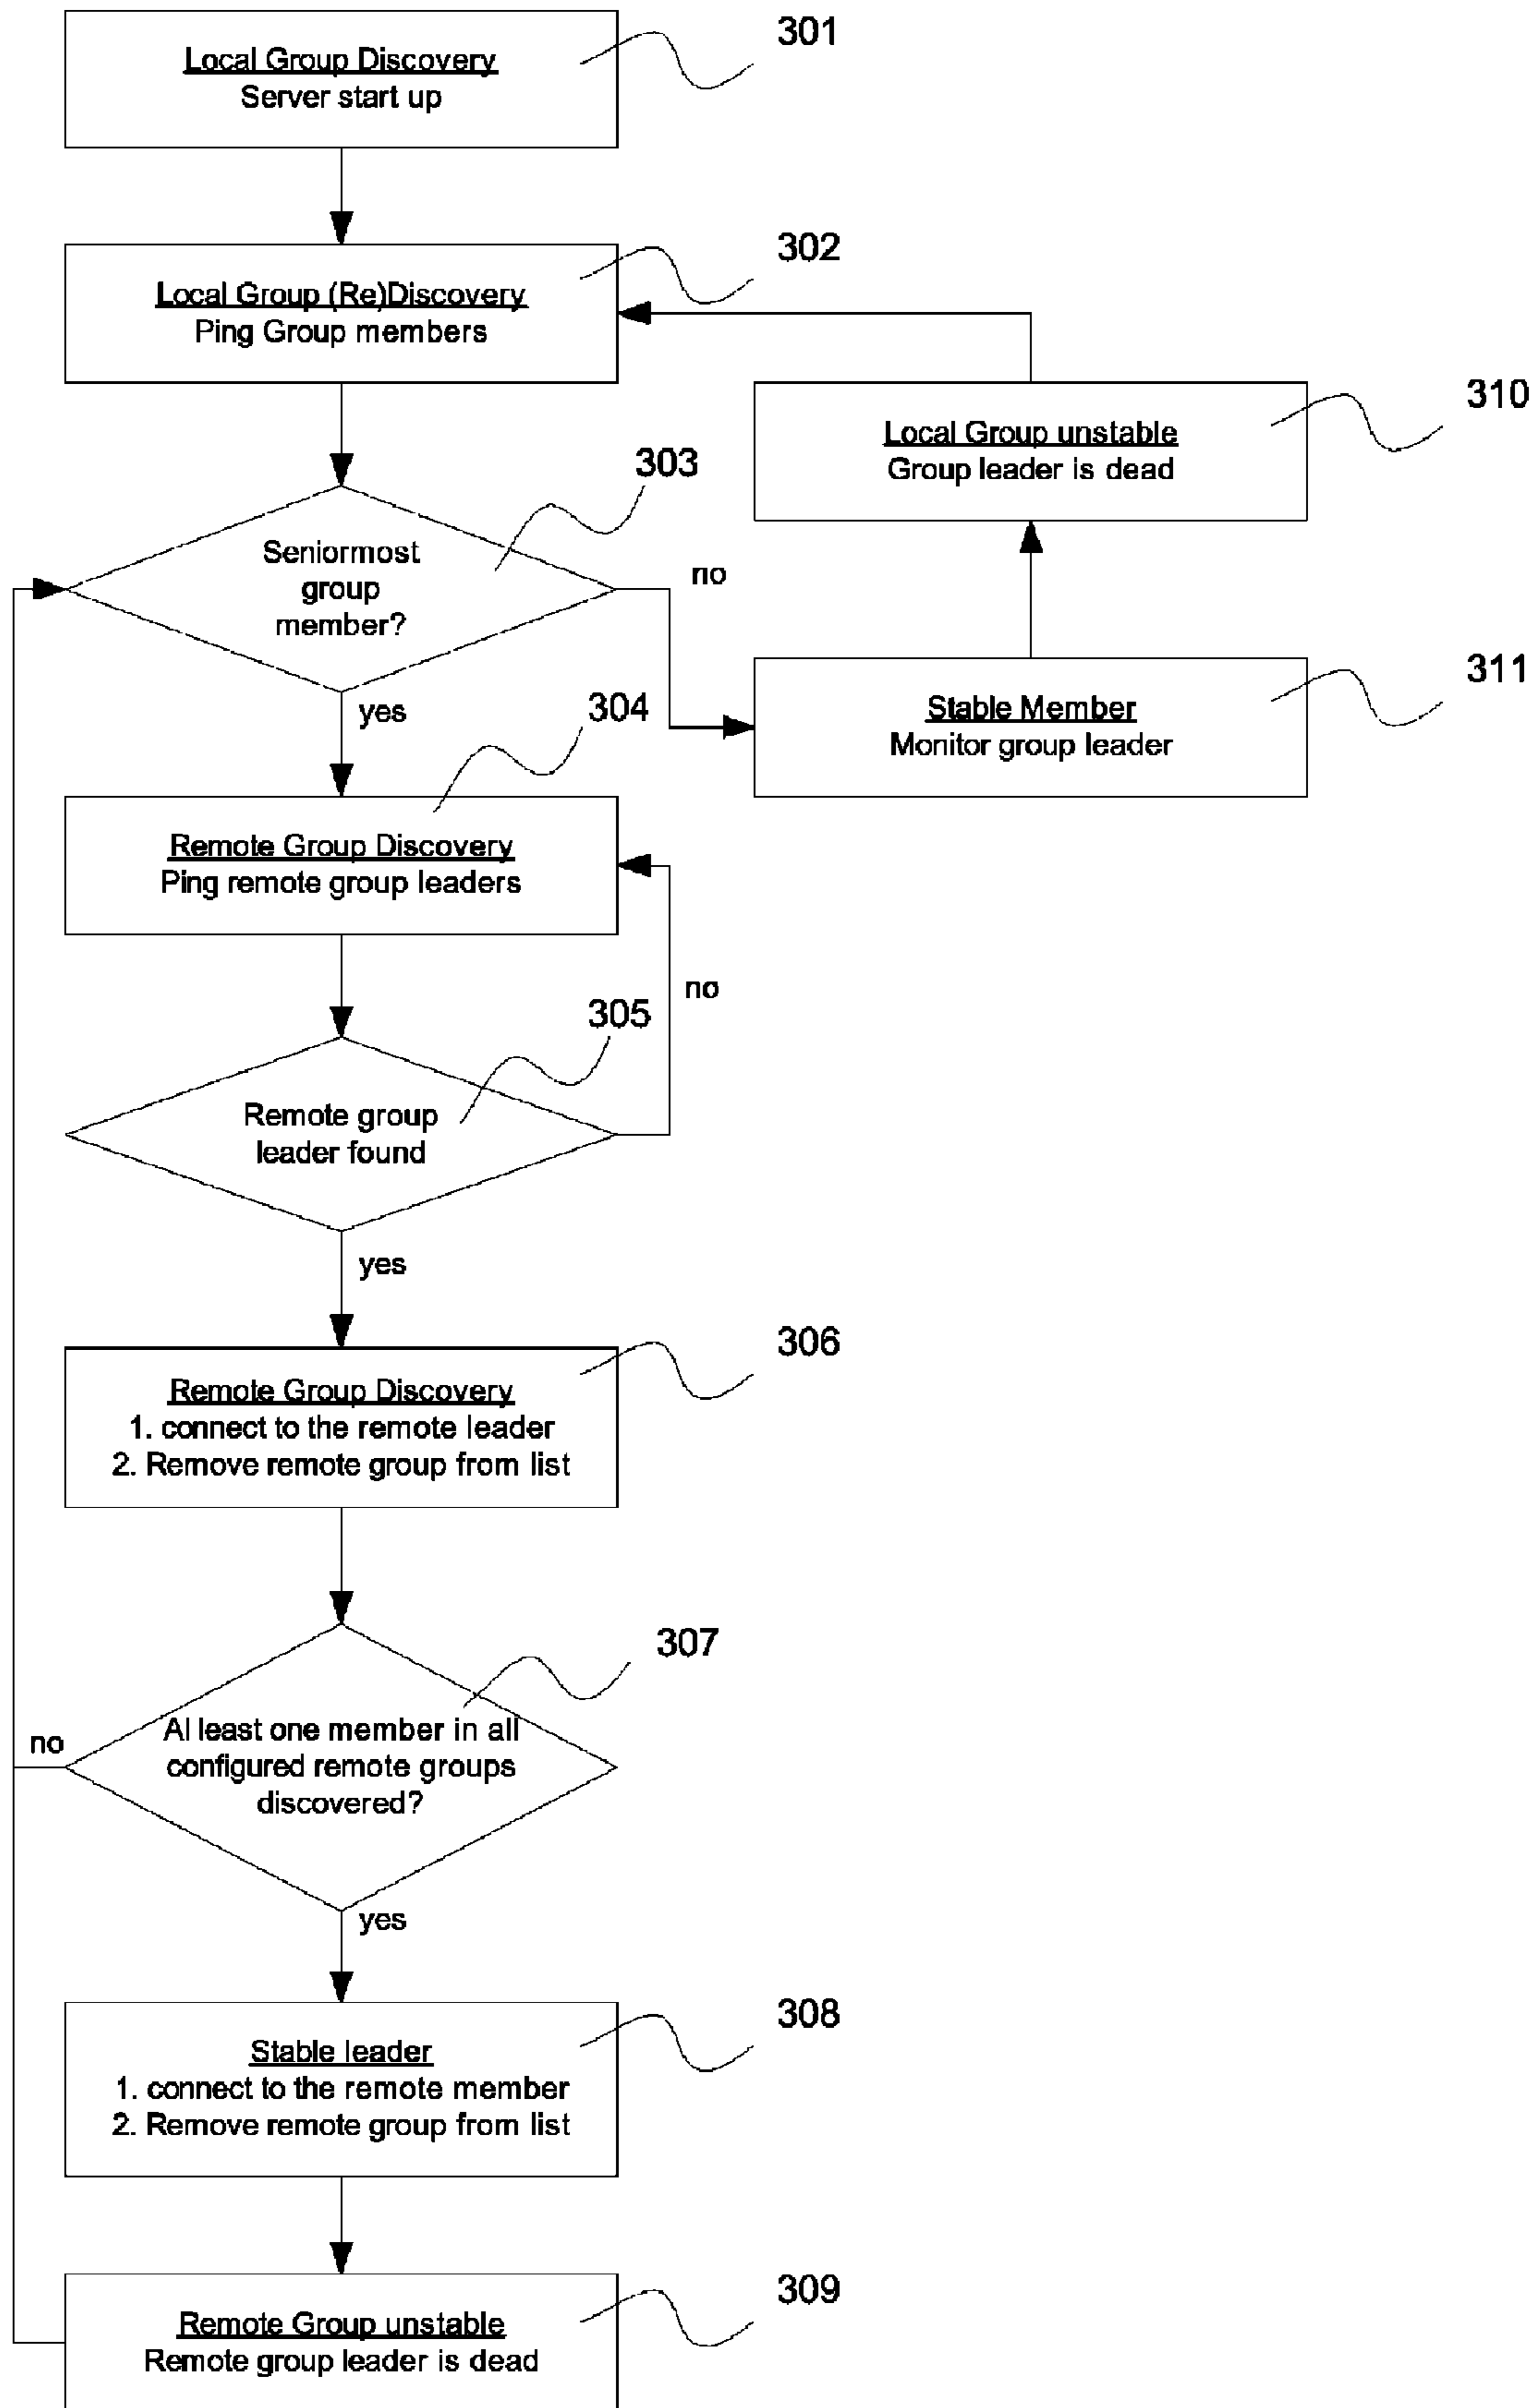 301
Local Group Discovery
Server start up
302
Local Group (Re)Discovery
Ping Group members
310
Local Group unstable
Group leader is dead
303
Seniormost
group
member?
no
311
Stable Member
Monitor group leader
yes
304
Remote Group Discovery
Ping remote group leaders
no
305
Remote group
leader found
yes
306
Remote Group Discovery
1. connect to the remote leader
2. Remove remote group from list
307
no
Al least one member in all
configured remote groups
discovered?
yes
308
Stable leader
1. connect to the remote member
2. Remove remote group from list
309
Remote Group unstable
Remote group leader is dead